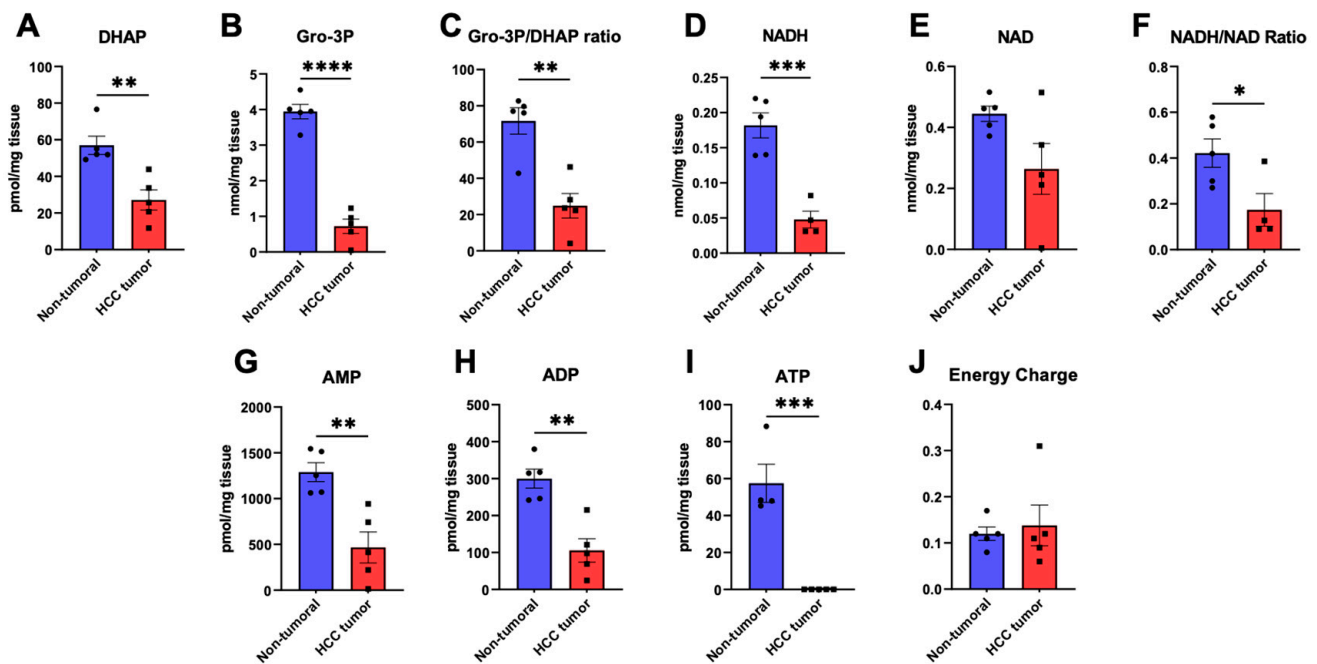 A
DHAP
**
pmol/mg tissue
100
80
60
40
20
0
Non-tumoral
HCC tumor
B
Gro-3P
****
nmol/mg tissue
5
4
3
2
1
0
Non-tumoral
HCC tumor
C
Gro-3P/DHAP ratio
**
100
80
60
40
20
0
Non-tumoral
HCC tumor
D
NADH
***
nmol/mg tissue
0.25
0.20
0.15
0.10
0.05
0.00
Non-tumoral
HCC tumor
E
NAD
nmol/mg tissue
0.6
0.4
0.2
0.0
Non-tumoral
HCC tumor
F
NADH/NAD Ratio
*
0.8
0.6
0.4
0.2
0.0
Non-tumoral
HCC tumor
G
AMP
**
pmol/mg tissue
2000
1500
1000
500
0
Non-tumoral
HCC tumor
H
ADP
**
pmol/mg tissue
500
400
300
200
100
0
Non-tumoral
HCC tumor
I
ATP
***
pmol/mg tissue
100
80
60
40
20
0
Non-tumoral
HCC tumor
J
Energy Charge
0.4
0.3
0.2
0.1
0.0
Non-tumoral
HCC tumor